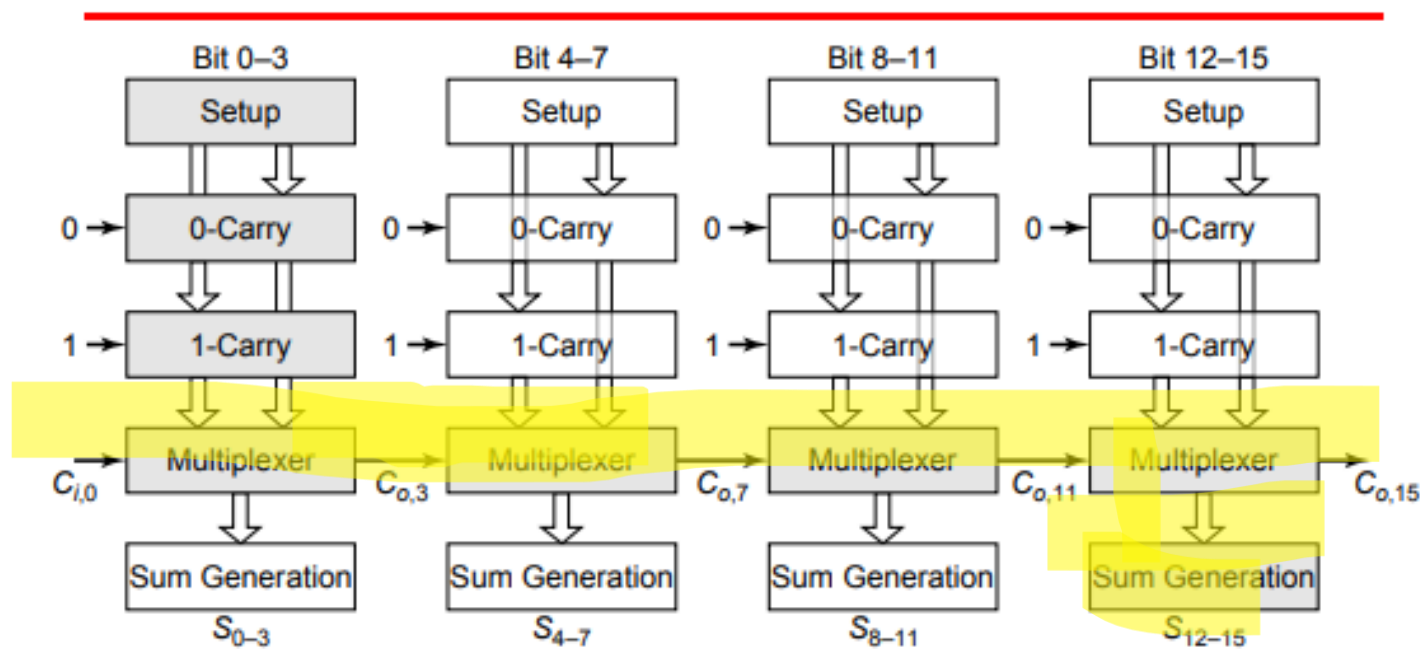 Bit 0–3 Bit 4–7 Bit 8–11 Bit 12–15
Setup Setup Setup Setup
0 0-Carry 0 0-Carry 0 0-Carry 0 0-Carry
1 1-Carry 1 1-Carry 1 1-Carry 1 1-Carry
Multiplexer Multiplexer Multiplexer Multiplexer
Ci,0 Co,3 Co,7 Co,11 Co,15
Sum Generation Sum Generation Sum Generation Sum Generation
S0–3 S4–7 S8–11 S12–15